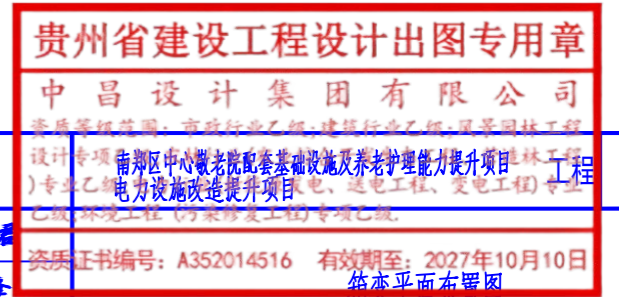 贵州省建设工程设计出图专用章
中昌设计集团有限公司
资质等级范围：市政行业乙级;建筑行业乙级;风景园林工程
设计专项
南郑区中心敬老院配套基础设施及养老护理能力提升项目
林工程
工程
)专业乙级
电力设施改造提升项目
变电、送电工程、变电工程)专业
乙级;环境工程 (污染修复工程)专项乙级.
资质证书编号：A352014516 有效期至：2027年10月10日
箱变平面布置图